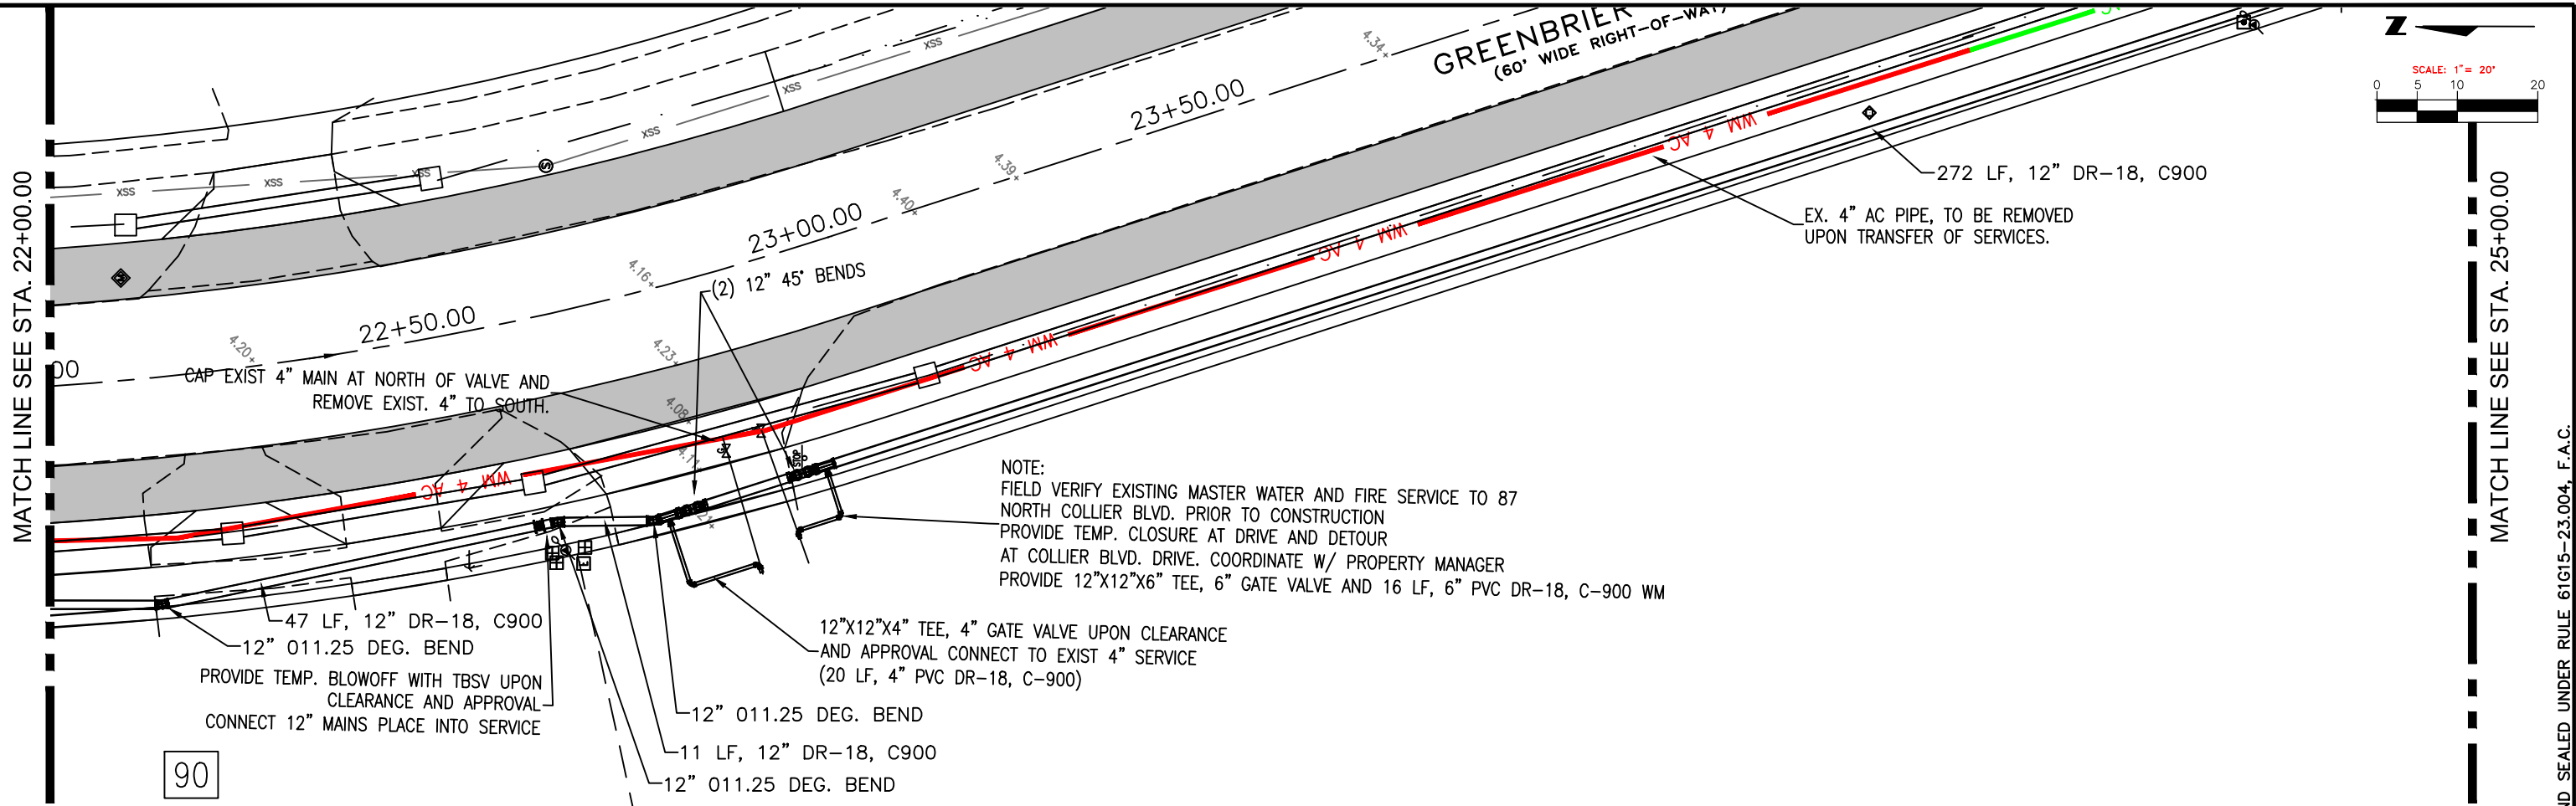 MATCH LINE SEE STA. 22+00.00
XSS
XSS
XSS
XSS
XSS
XSS
S
GREENBRIER
(60' WIDE RIGHT-OF-WAY)
4.34+
23+50.00
4.39+
4.40+
23+00.00
4.16+
(2) 12" 45° BENDS
22+50.00
4.20+
4.23+
00
CAP EXIST 4" MAIN AT NORTH OF VALVE AND
REMOVE EXIST. 4" TO SOUTH.
4.08+
4.11+
WM 4 AC
WM 4 AC
WM 4 AC
WM 4 AC
WM 4 AC
WM 4 AC
272 LF, 12" DR-18, C900
EX. 4" AC PIPE, TO BE REMOVED
UPON TRANSFER OF SERVICES.
Z
SCALE: 1"= 20'
0 5 10 20
MATCH LINE SEE STA. 25+00.00
STOP
G
E
NOTE:
FIELD VERIFY EXISTING MASTER WATER AND FIRE SERVICE TO 87
NORTH COLLIER BLVD. PRIOR TO CONSTRUCTION
PROVIDE TEMP. CLOSURE AT DRIVE AND DETOUR
AT COLLIER BLVD. DRIVE. COORDINATE W/ PROPERTY MANAGER
PROVIDE 12"X12"X6" TEE, 6" GATE VALVE AND 16 LF, 6" PVC DR-18, C-900 WM
47 LF, 12" DR-18, C900
12" 011.25 DEG. BEND
PROVIDE TEMP. BLOWOFF WITH TBSV UPON
CLEARANCE AND APPROVAL
CONNECT 12" MAINS PLACE INTO SERVICE
12"X12"X4" TEE, 4" GATE VALVE UPON CLEARANCE
AND APPROVAL CONNECT TO EXIST 4" SERVICE
(20 LF, 4" PVC DR-18, C-900)
12" 011.25 DEG. BEND
11 LF, 12" DR-18, C900
12" 011.25 DEG. BEND
90
SEALED UNDER RULE 61G15-23.004, F.A.C.